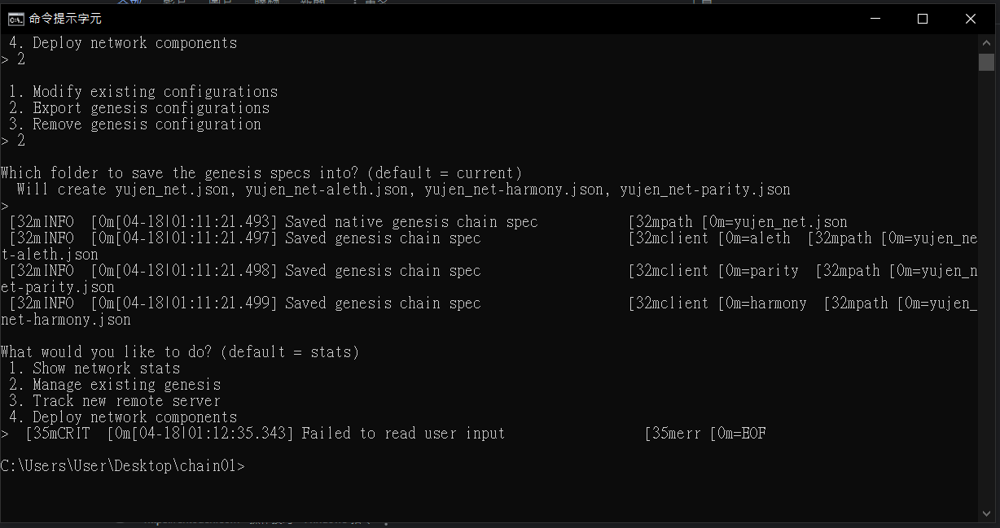 命令提示字元
4. Deploy network components
> 2
1. Modify existing configurations
2. Export genesis configurations
3. Remove genesis configuration
> 2
Which folder to save the genesis specs into? (default = current)
Will create yujen_net.json, yujen_net-aleth.json, yujen_net-harmony.json, yujen_net-parity.json
>
[32mINFO [0m[04-18|01:11:21.493] Saved native genesis chain spec [32mpath [0m=yujen_net.json
[32mINFO [0m[04-18|01:11:21.497] Saved genesis chain spec [32mclient [0m=aleth [32mpath [0m=yujen_ne
t-aleth.json
[32mINFO [0m[04-18|01:11:21.498] Saved genesis chain spec [32mclient [0m=parity [32mpath [0m=yujen_n
et-parity.json
[32mINFO [0m[04-18|01:11:21.499] Saved genesis chain spec [32mclient [0m=harmony [32mpath [0m=yujen_
net-harmony.json
What would you like to do? (default = stats)
1. Show network stats
2. Manage existing genesis
3. Track new remote server
4. Deploy network components
> [35mCRIT [0m[04-18|01:12:35.343] Failed to read user input [35merr [0m=EOF
C:\Users\User\Desktop\chain01>